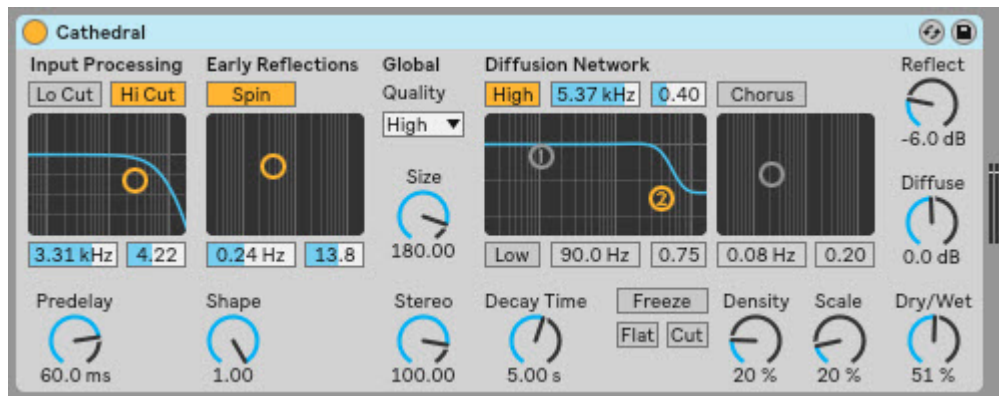 Cathedral
Input Processing
Lo Cut Hi Cut
3.31 kHz 4.22
Predelay
60.0 ms
Early Reflections
Spin
0.24 Hz 13.8
Shape
1.00
Global
Quality
High
Size
180.00
Stereo
100.00
Diffusion Network
High 5.37 kHz 0.40 Chorus
1
2
Low 90.0 Hz 0.75 0.08 Hz 0.20
Decay Time
5.00 s
Freeze
Flat Cut
Density
20 %
Scale
20 %
Reflect
-6.0 dB
Diffuse
0.0 dB
Dry/Wet
51 %